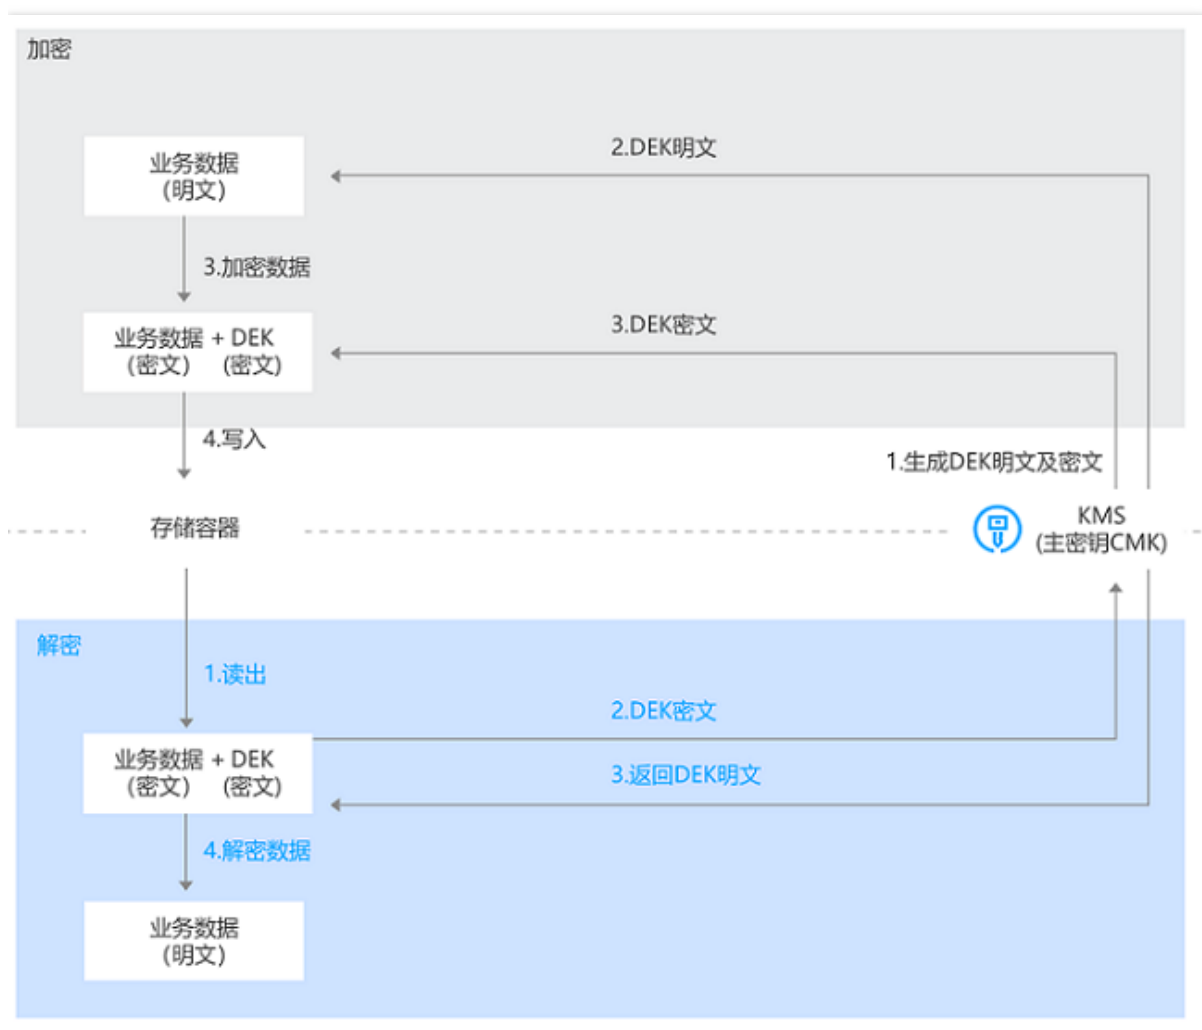 加密
2.DEK明文
业务数据
(明文)
3.加密数据
3.DEK密文
业务数据 + DEK
(密文) (密文)
4.写入
1.生成DEK明文及密文
存储容器
KMS
(主密钥CMK)
解密
1.读出
2.DEK密文
业务数据 + DEK
(密文) (密文)
3.返回DEK明文
4.解密数据
业务数据
(明文)